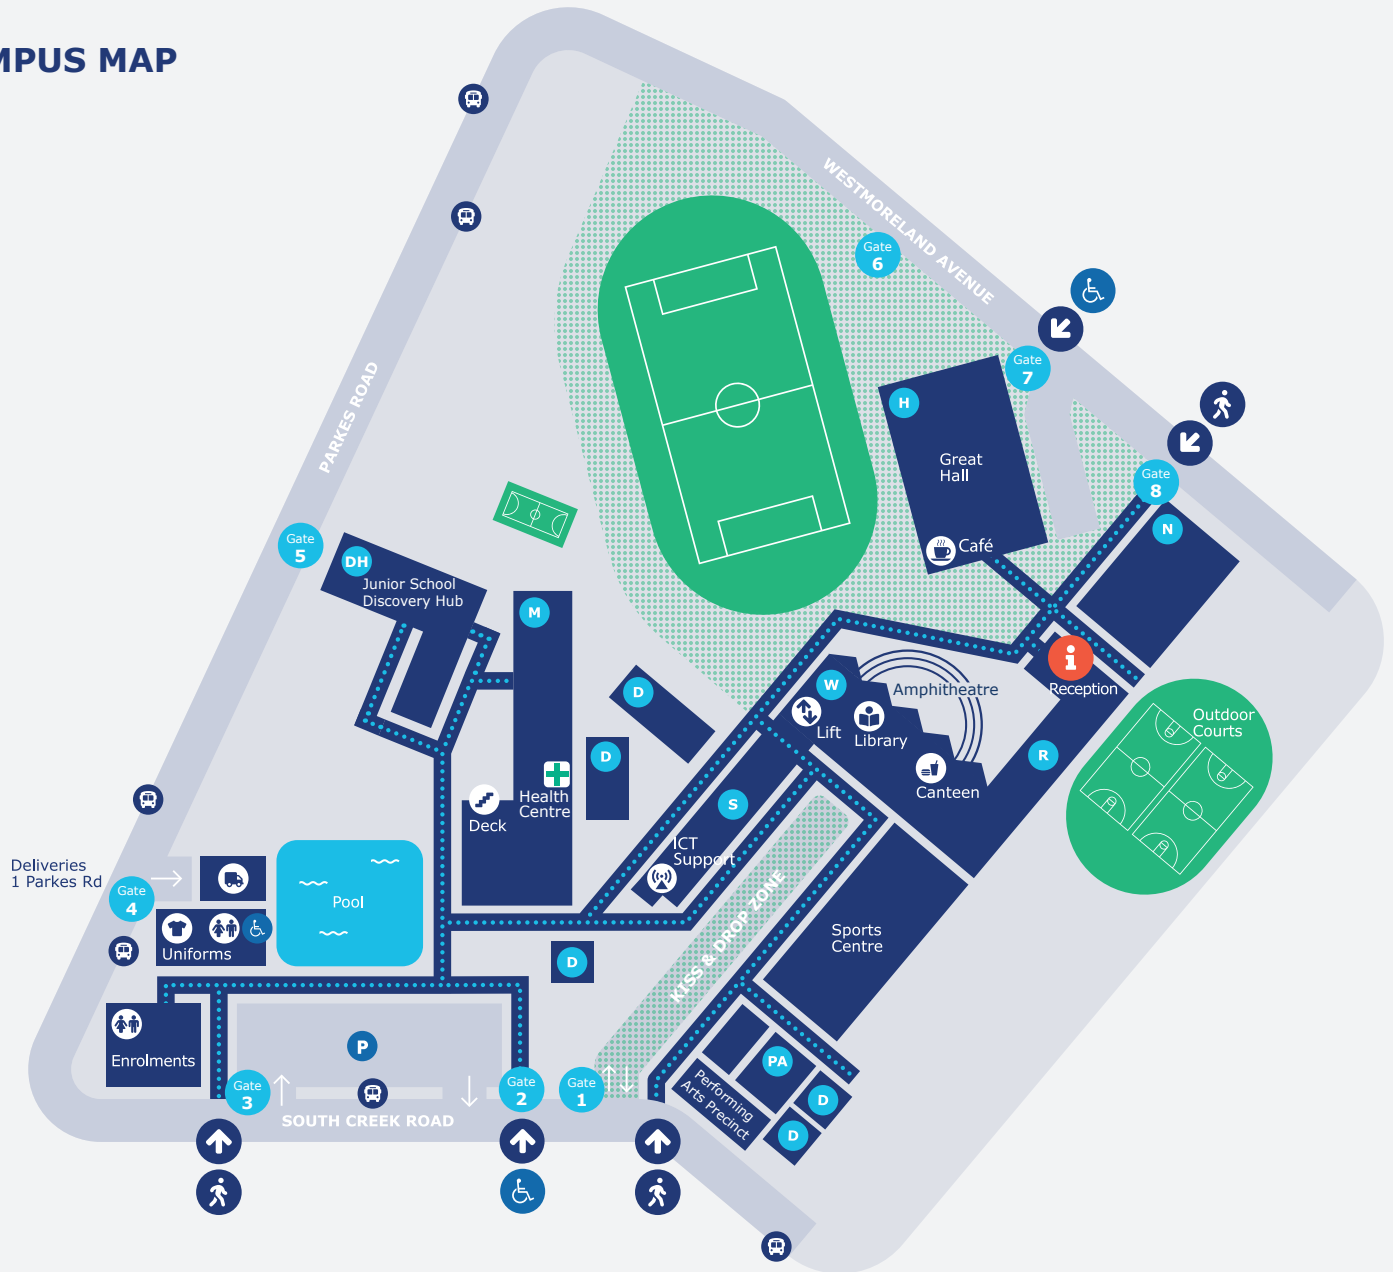 MPUS MAP
WESTMORELAND AVENUE
Gate
6
Gate
7
PARKES ROAD
H
Great
Hall
Gate
8
Café
N
Gate
5
DH
Junior School
Discovery Hub
M
D
W
Amphitheatre
Reception
Lift
Library
Outdoor
Courts
D
R
Canteen
Health
Centre
S
Deck
ICT
Support
Deliveries
1 Parkes Rd
Gate
4
Pool
KISS & DROP ZONE
Sports
Centre
Uniforms
D
P
Enrolments
PA
Performing
Arts Precinct
D
D
Gate
3
Gate
2
Gate
1
SOUTH CREEK ROAD